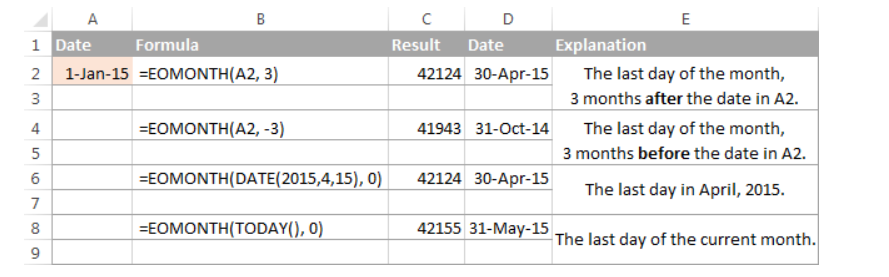 A B C D E
1 Date Formula Result Date Explanation
2 1-Jan-15 =EOMONTH(A2, 3) 42124 30-Apr-15 The last day of the month,
3 3 months after the date in A2.
4 =EOMONTH(A2, -3) 41943 31-Oct-14 The last day of the month,
5 3 months before the date in A2.
6 =EOMONTH(DATE(2015,4,15), 0) 42124 30-Apr-15
The last day in April, 2015.
7
8 =EOMONTH(TODAY(), 0) 42155 31-May-15
The last day of the current month.
9